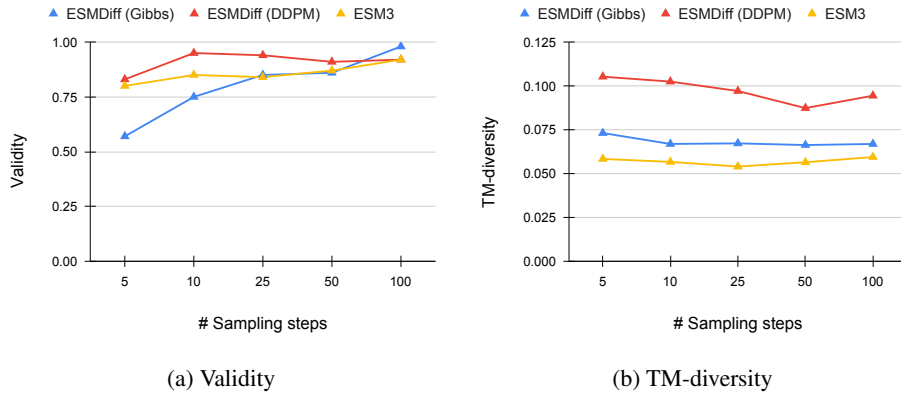 ESMDiff (Gibbs) ESMDiff (DDPM) ESM3
1.00
0.75
0.50
0.25
0.00
Validity
5 10 25 50 100
# Sampling steps
(a) Validity
ESMDiff (Gibbs) ESMDiff (DDPM) ESM3
0.125
0.100
0.075
0.050
0.025
0.000
TM-diversity
5 10 25 50 100
# Sampling steps
(b) TM-diversity